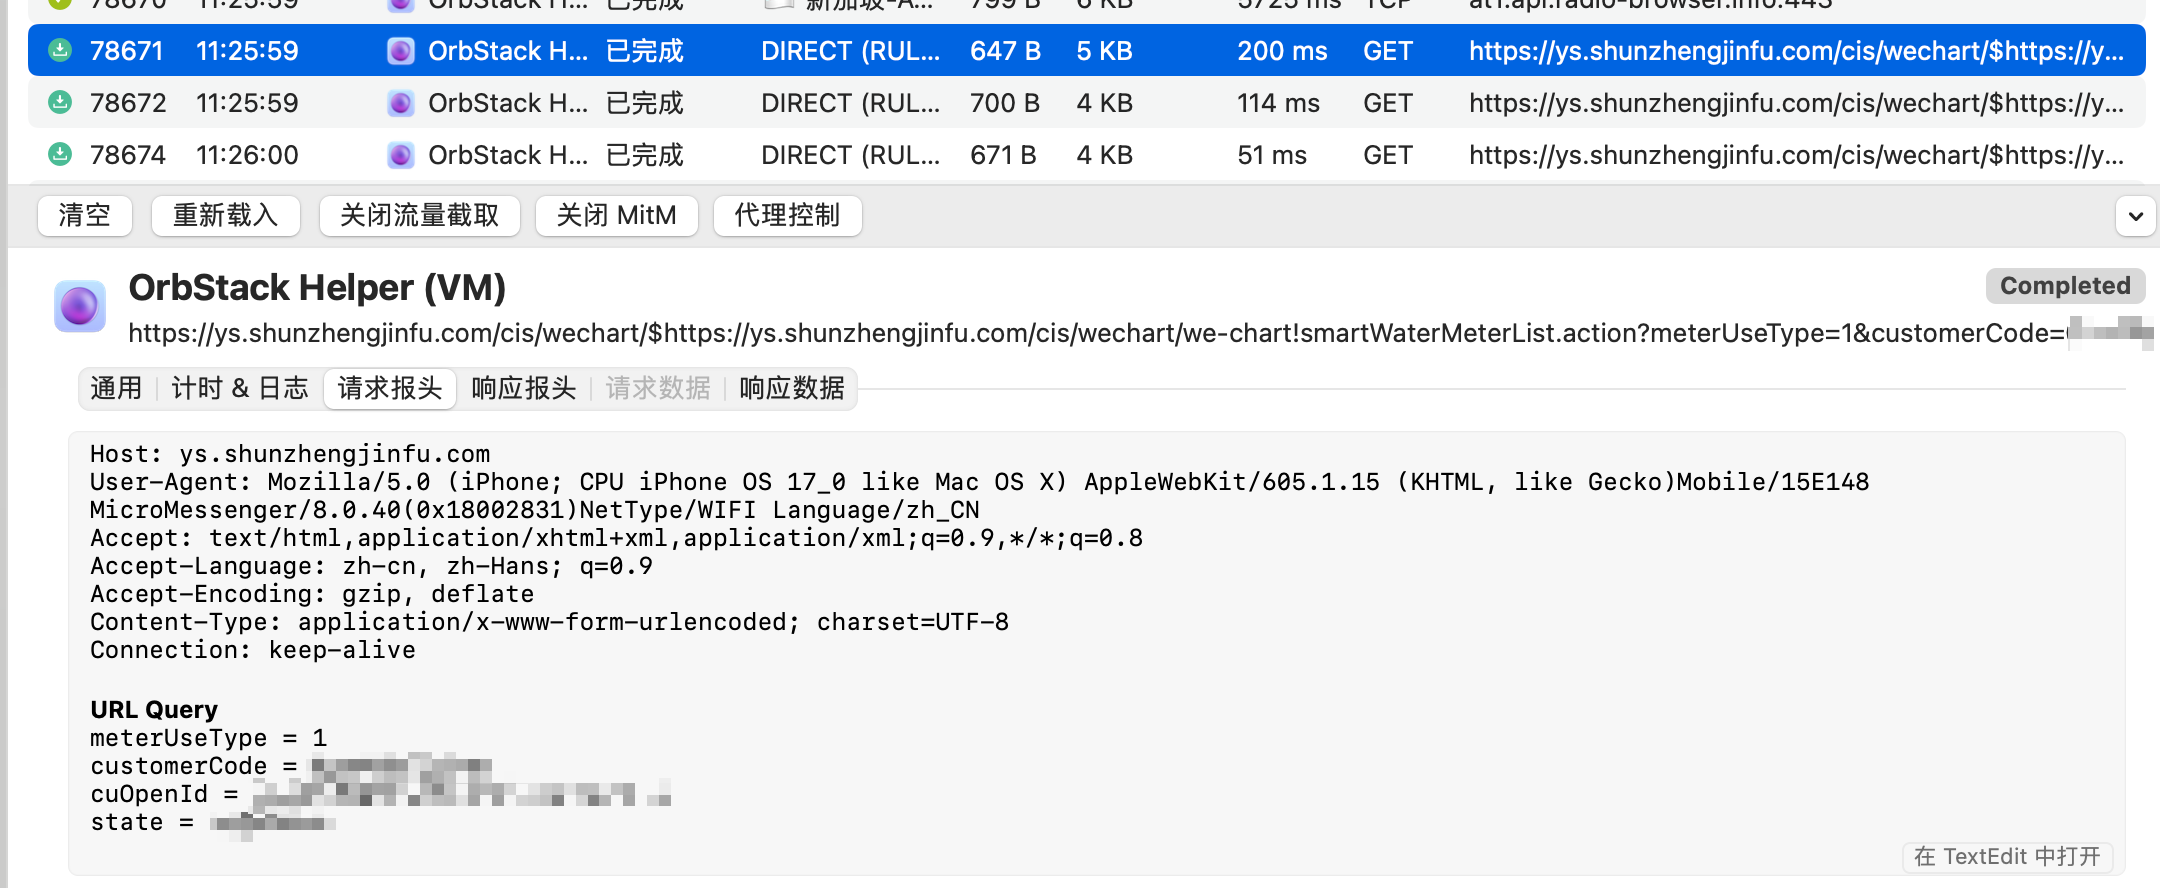 78670 11:25:59 OrbStack H... 已完成 新加坡-A... 799 B 6 KB 5725 ms TCP at1.api.radio-browser.info:443
78671 11:25:59 OrbStack H... 已完成 DIRECT (RUL... 647 B 5 KB 200 ms GET https://ys.shunzhengjinfu.com/cis/wechart/$https://y...
78672 11:25:59 OrbStack H... 已完成 DIRECT (RUL... 700 B 4 KB 114 ms GET https://ys.shunzhengjinfu.com/cis/wechart/$https://y...
78674 11:26:00 OrbStack H... 已完成 DIRECT (RUL... 671 B 4 KB 51 ms GET https://ys.shunzhengjinfu.com/cis/wechart/$https://y...
清空 重新载入 关闭流量截取 关闭 MitM 代理控制
OrbStack Helper (VM)
Completed
https://ys.shunzhengjinfu.com/cis/wechart/$https://ys.shunzhengjinfu.com/cis/wechart/we-chart!smartWaterMeterList.action?meterUseType=1&customerCode=
通用 计时 & 日志 请求报头 响应报头 请求数据 响应数据
Host: ys.shunzhengjinfu.com
User-Agent: Mozilla/5.0 (iPhone; CPU iPhone OS 17_0 like Mac OS X) AppleWebKit/605.1.15 (KHTML, like Gecko)Mobile/15E148
MicroMessenger/8.0.40(0x18002831)NetType/WIFI Language/zh_CN
Accept: text/html,application/xhtml+xml,application/xml;q=0.9,*/*;q=0.8
Accept-Language: zh-cn, zh-Hans; q=0.9
Accept-Encoding: gzip, deflate
Content-Type: application/x-www-form-urlencoded; charset=UTF-8
Connection: keep-alive
URL Query
meterUseType = 1
customerCode =
cuOpenId =
state =
在 TextEdit 中打开